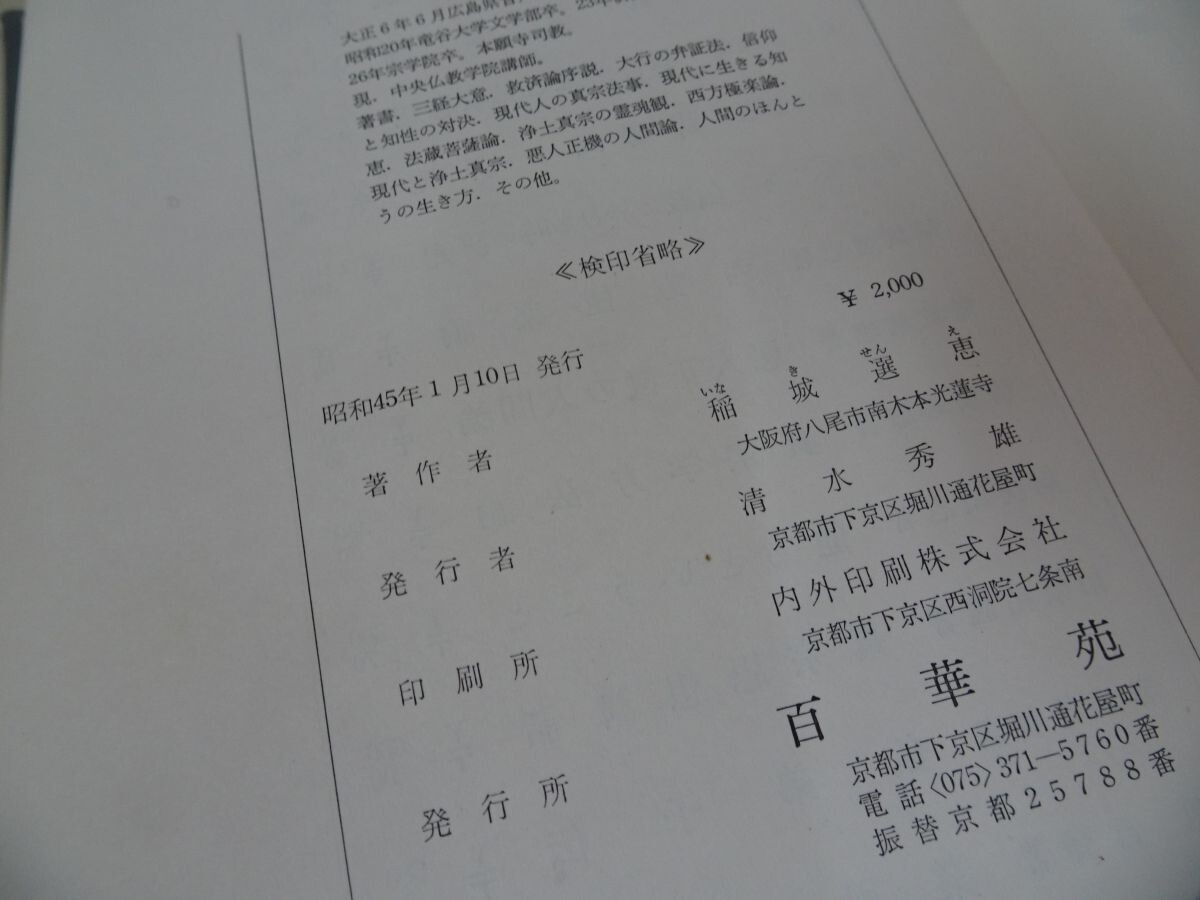 大正6年6月広島県
昭和20年竜谷大学文学部卒。23年
26年宗学院卒。本願寺司教。
現．中央仏教学院講師。
著書．三経大意．救済論序説．大行の弁証法．信仰
と知性の対決．現代人の真宗法事．現代に生きる知
恵．法蔵菩薩論．浄土真宗の霊魂観．西方極楽論．
現代と浄土真宗．悪人正機の人間論．人間のほんと
うの生き方．その他。
≪検印省略≫
¥ 2,000
昭和45年1月10日 発行
いな き せん え
著作者 稲城選恵
大阪府八尾市南木本光蓮寺
発行者 清水秀雄
京都市下京区堀川通花屋町
印刷所 内外印刷株式会社
京都市下京区西洞院七条南
発行所 百華苑
京都市下京区堀川通花屋町
電話〈075〉371―5760番
振替京都25788番